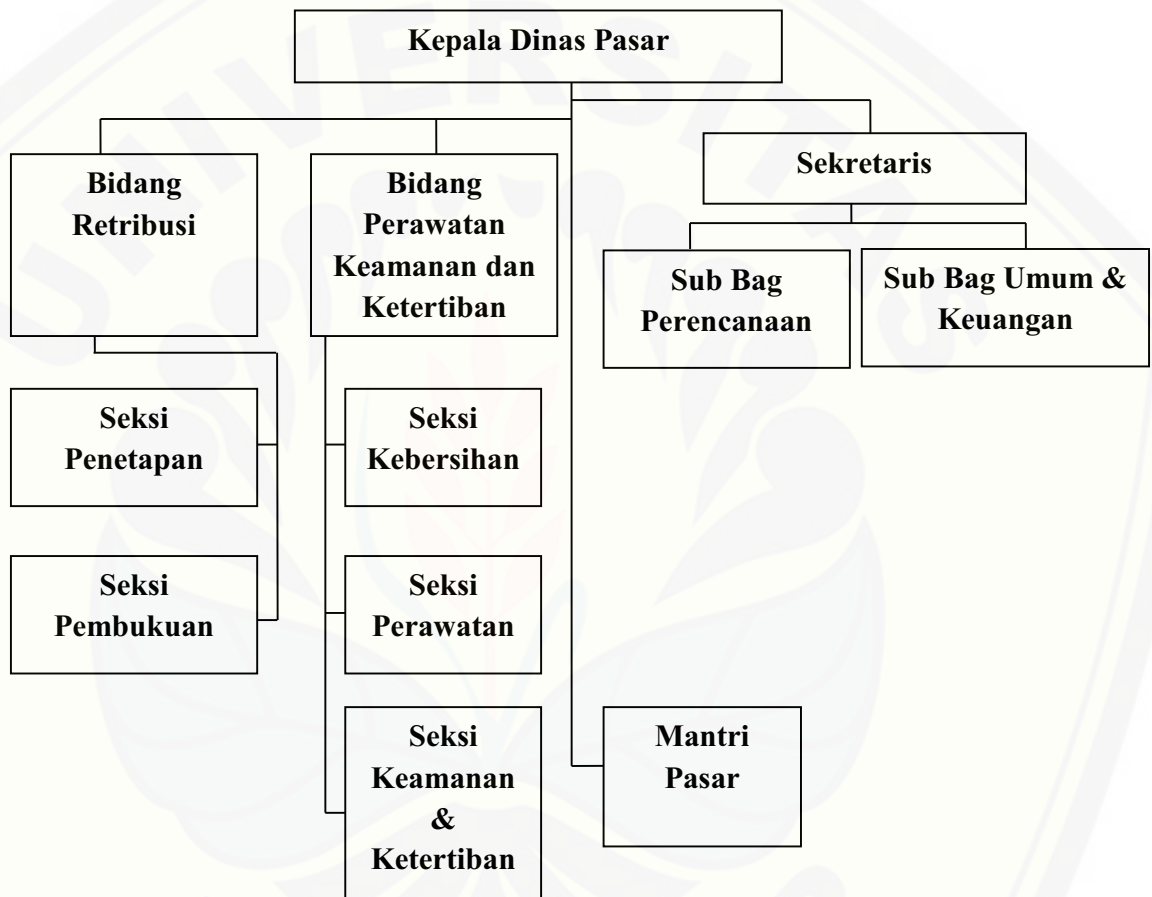 Kepala Dinas Pasar
Sekretaris
Bidang
Retribusi
Bidang
Perawatan
Keamanan dan
Ketertiban
Sub Bag
Perencanaan
Sub Bag Umum &
Keuangan
Seksi
Penetapan
Seksi
Kebersihan
Seksi
Pembukuan
Seksi
Perawatan
Seksi
Keamanan
&
Ketertiban
Mantri
Pasar
UNIVERSITAS